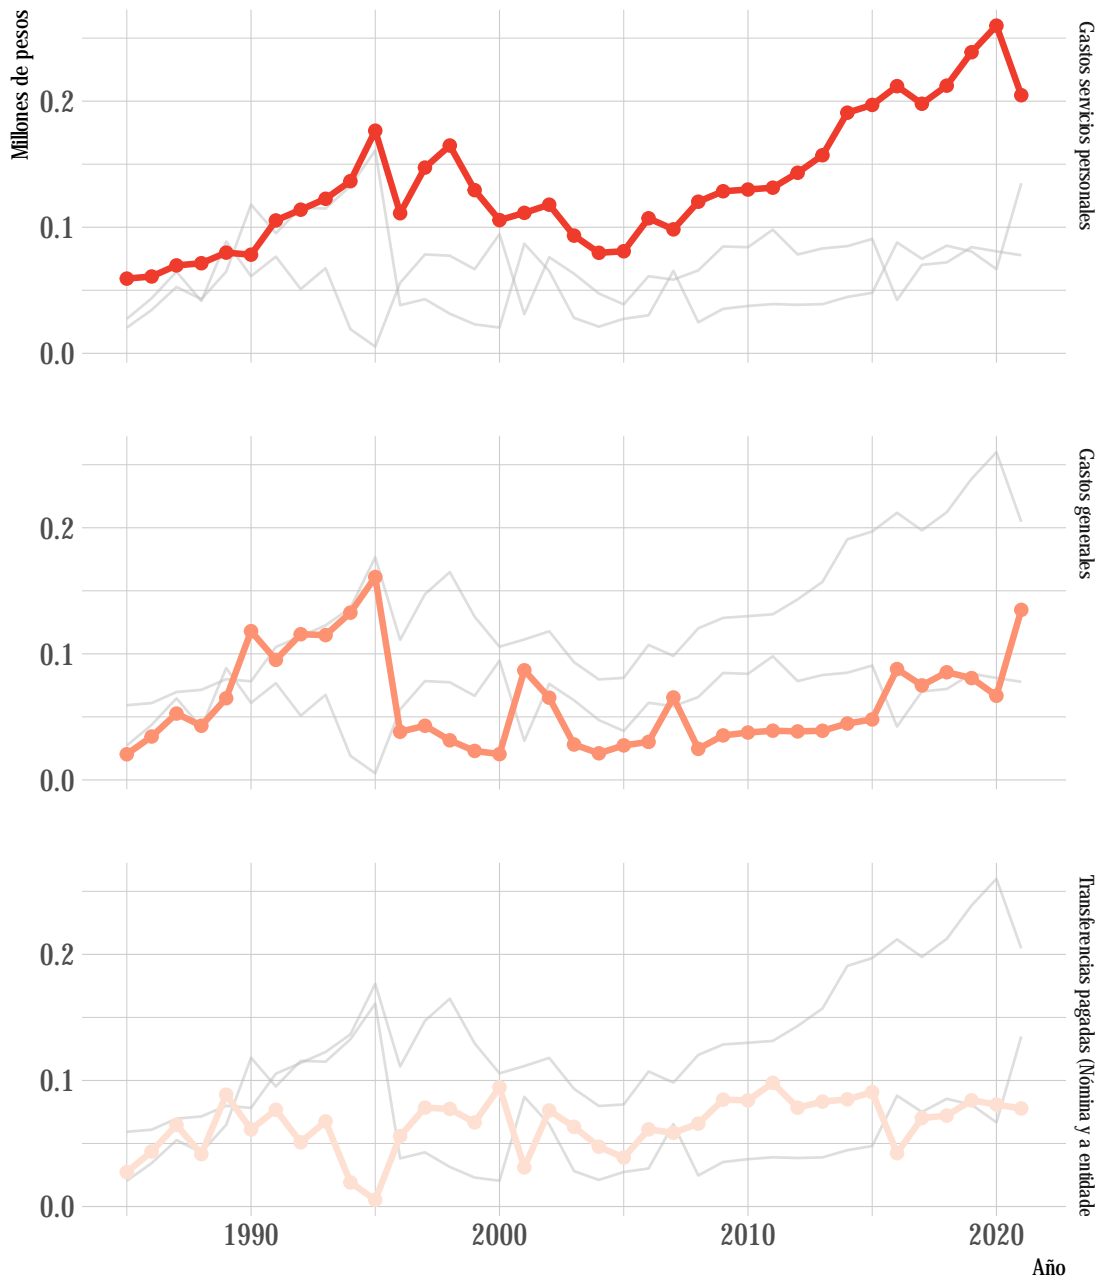 Millones de pesos
0.2
0.1
0.0
Gastos servicios personales
0.2
0.1
0.0
Gastos generales
0.2
0.1
0.0
Transferencias pagadas (Nómina y a entidade
1990
2000
2010
2020
Año